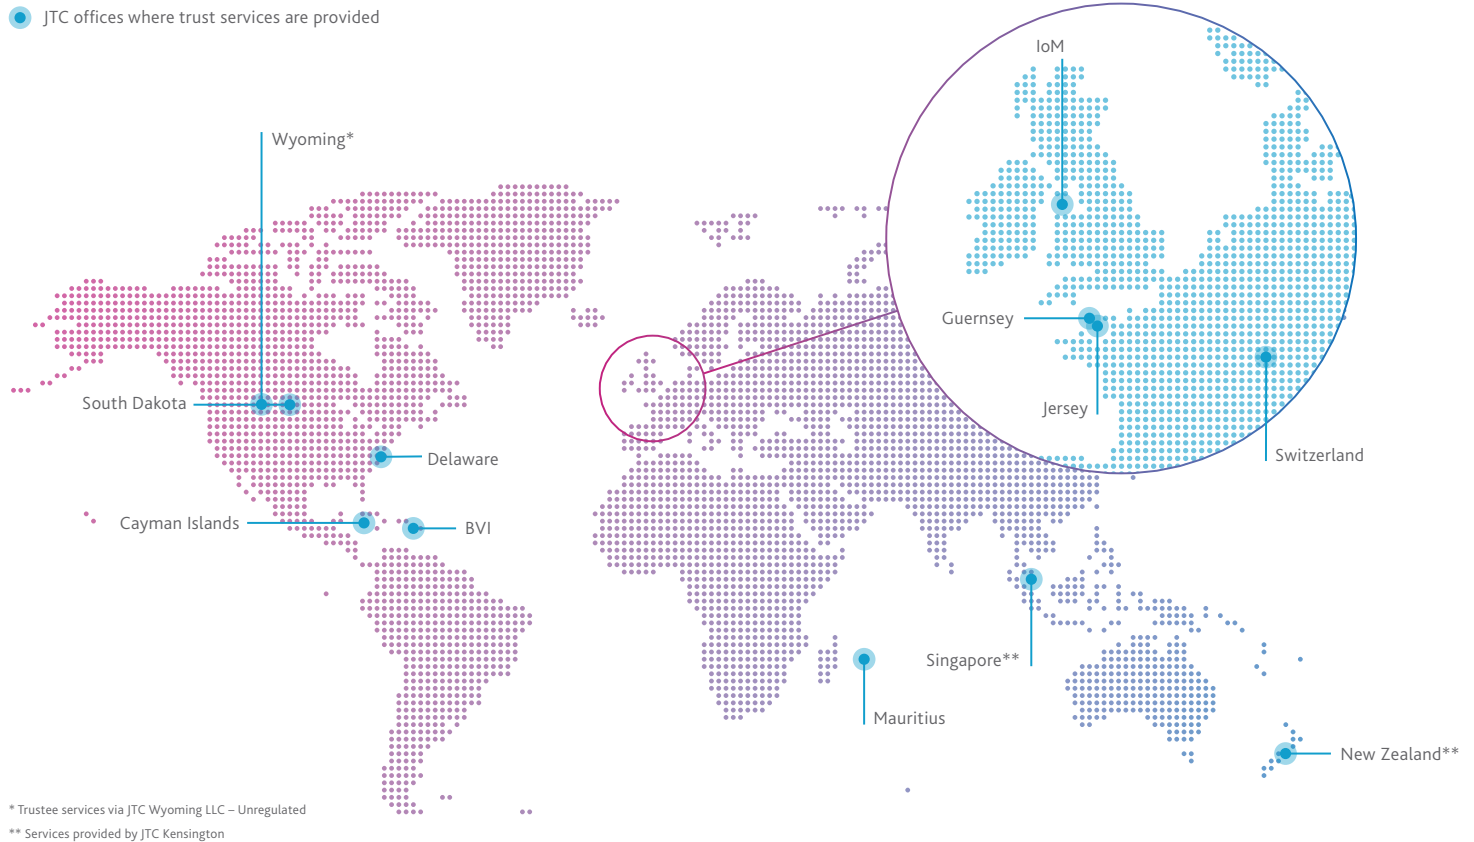 JTC offices where trust services are provided
IoM
Wyoming*
Guernsey
South Dakota
Jersey
Delaware
Switzerland
Cayman Islands
BVI
Singapore**
Mauritius
New Zealand**
* Trustee services via JTC Wyoming LLC – Unregulated
** Services provided by JTC Kensington